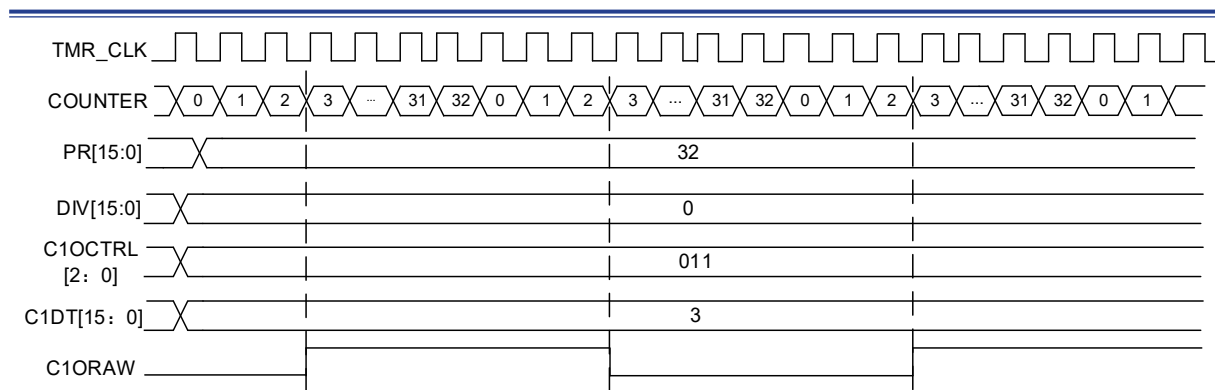 TMR_CLK
COUNTER 0 1 2 3 ... 31 32 0 1 2 3 ... 31 32 0 1 2 3 ... 31 32 0 1
PR[15:0] 32
DIV[15:0] 0
C1OCTRL
[2：0] 011
C1DT[15：0] 3
C1ORAW